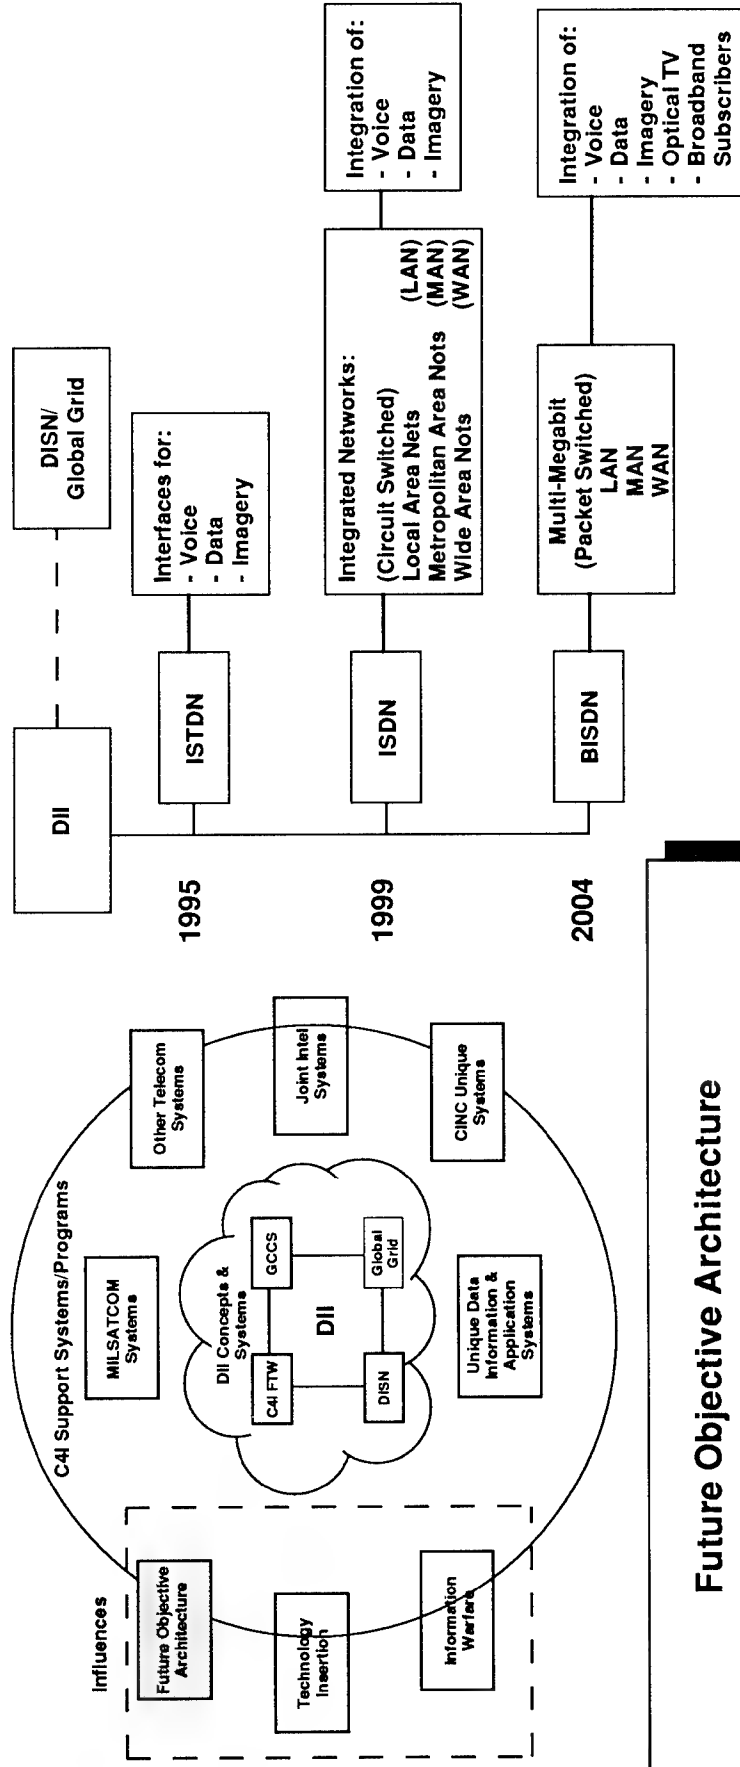 Influences
Future Objective
Architecture
Technology
Insertion
Information
Warfare
C4I Support Systems/Programs
MILSATCOM
Systems
Other Telecom
Systems
Joint Intel
Systems
CINC Unique
Systems
Unique Data
Information &
Application
Systems
DII Concepts &
Systems
C4I FTW
GCCS
DII
DISN
Global
Grid
DII
DISN/
Global Grid
1995
ISTDN
Interfaces for:
- Voice
- Data
- Imagery
1999
ISDN
Integrated Networks:
(Circuit Switched)
Local Area Nets (LAN)
Metropolitan Area Nots (MAN)
Wide Area Nots (WAN)
Integration of:
- Voice
- Data
- Imagery
2004
BISDN
Multi-Megabit
(Packet Switched)
LAN
MAN
WAN
Integration of:
- Voice
- Data
- Imagery
- Optical TV
- Broadband
Subscribers
Future Objective Architecture